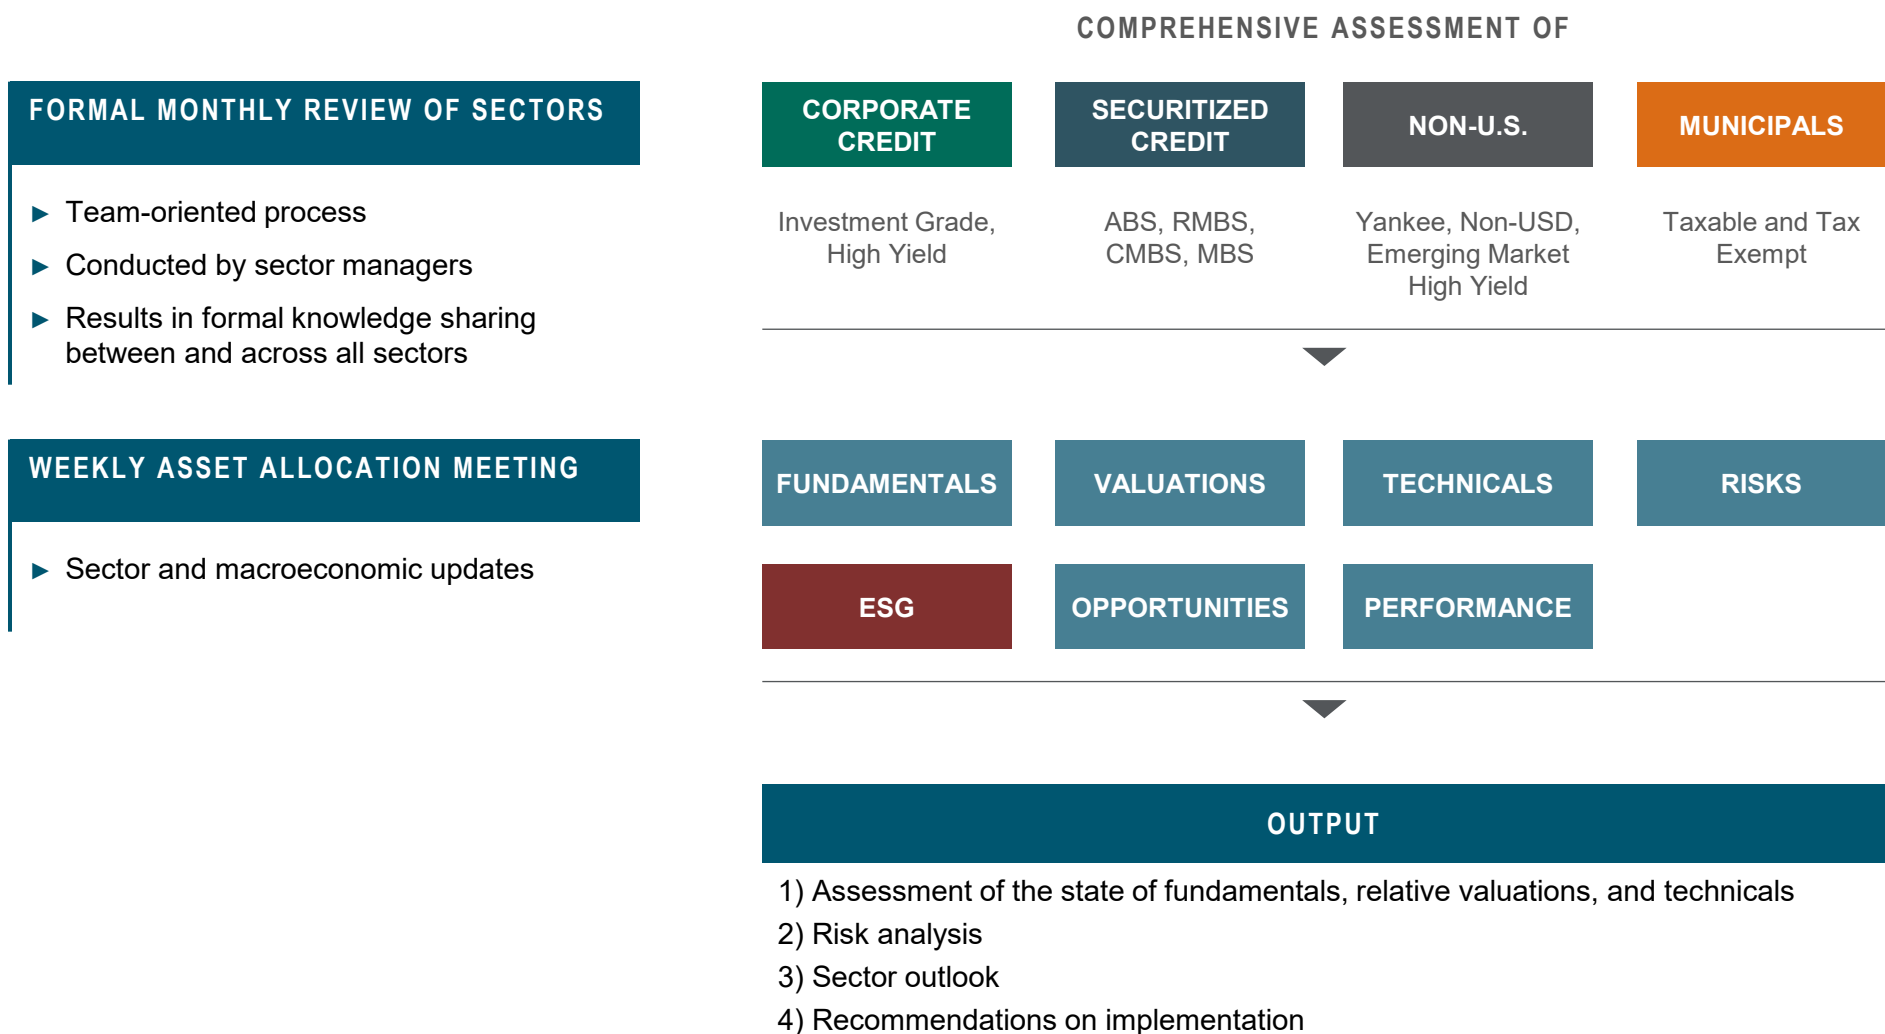 COMPREHENSIVE ASSESSMENT OF
FORMAL MONTHLY REVIEW OF SECTORS
► Team-oriented process
► Conducted by sector managers
► Results in formal knowledge sharing
between and across all sectors
CORPORATE
CREDIT
Investment Grade,
High Yield
SECURITIZED
CREDIT
ABS, RMBS,
CMBS, MBS
NON-U.S.
Yankee, Non-USD,
Emerging Market
High Yield
MUNICIPALS
Taxable and Tax
Exempt
WEEKLY ASSET ALLOCATION MEETING
► Sector and macroeconomic updates
FUNDAMENTALS
VALUATIONS
TECHNICALS
RISKS
ESG
OPPORTUNITIES
PERFORMANCE
OUTPUT
1) Assessment of the state of fundamentals, relative valuations, and technicals
2) Risk analysis
3) Sector outlook
4) Recommendations on implementation